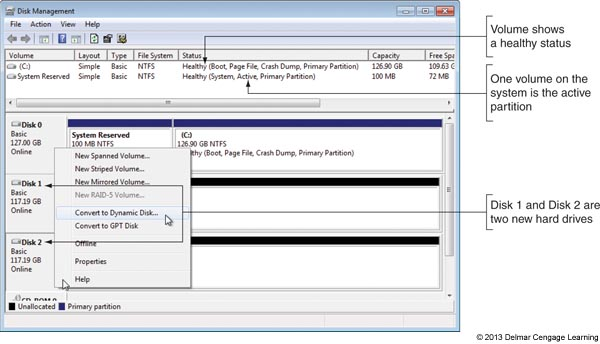 Disk Management
File Action View Help
Volume Layout Type File System Status Capacity Free Spa
(C:) Simple Basic NTFS Healthy (Boot, Page File, Crash Dump, Primary Partition) 126.90 GB 109.63 G
System Reserved Simple Basic NTFS Healthy (System, Active, Primary Partition) 100 MB 72 MB
Volume shows
a healthy status
One volume on the
system is the active
partition
Disk 0
Basic
127.00 GB
Online
System Reserved
100 MB NTFS
(C:)
126.90 GB NTFS
Healthy (Boot, Page File, Crash Dump, Primary Partition)
New Spanned Volume...
New Striped Volume...
New Mirrored Volume...
New RAID-5 Volume...
Convert to Dynamic Disk...
Convert to GPT Disk
Offline
Properties
Help
Disk 1
Basic
117.19 GB
Online
Disk 2
Basic
117.19 GB
Online
Disk 1 and Disk 2 are
two new hard drives
CD-ROM 0
Unallocated Primary partition
© 2013 Delmar Cengage Learning